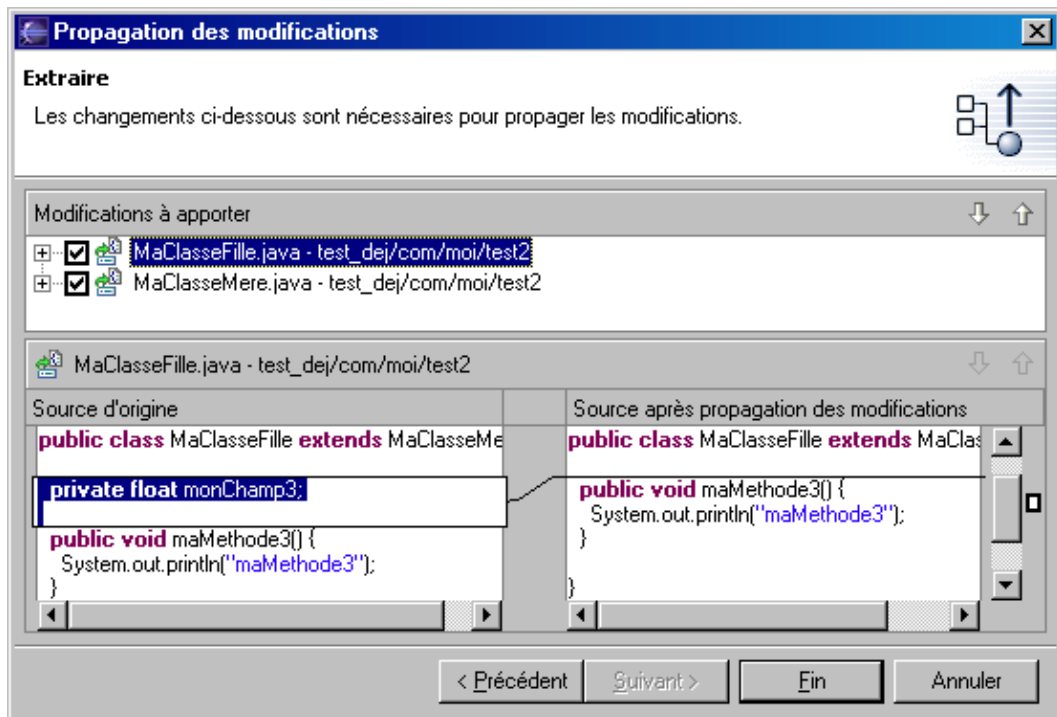 Propagation des modifications
Extraire
Les changements ci-dessous sont nécessaires pour propager les modifications.
Modifications à apporter
MaClasseFille.java - test_dej/com/moi/test2
MaClasseMere.java - test_dej/com/moi/test2
MaClasseFille.java - test_dej/com/moi/test2
Source d'origine
public class MaClasseFille extends MaClasseMe
private float monChamp3;
public void maMethode3() {
System.out.println("maMethode3");
}
Source après propagation des modifications
public class MaClasseFille extends MaClas
public void maMethode3() {
System.out.println("maMethode3");
}
}
< Précédent
Suivant >
Fin
Annuler